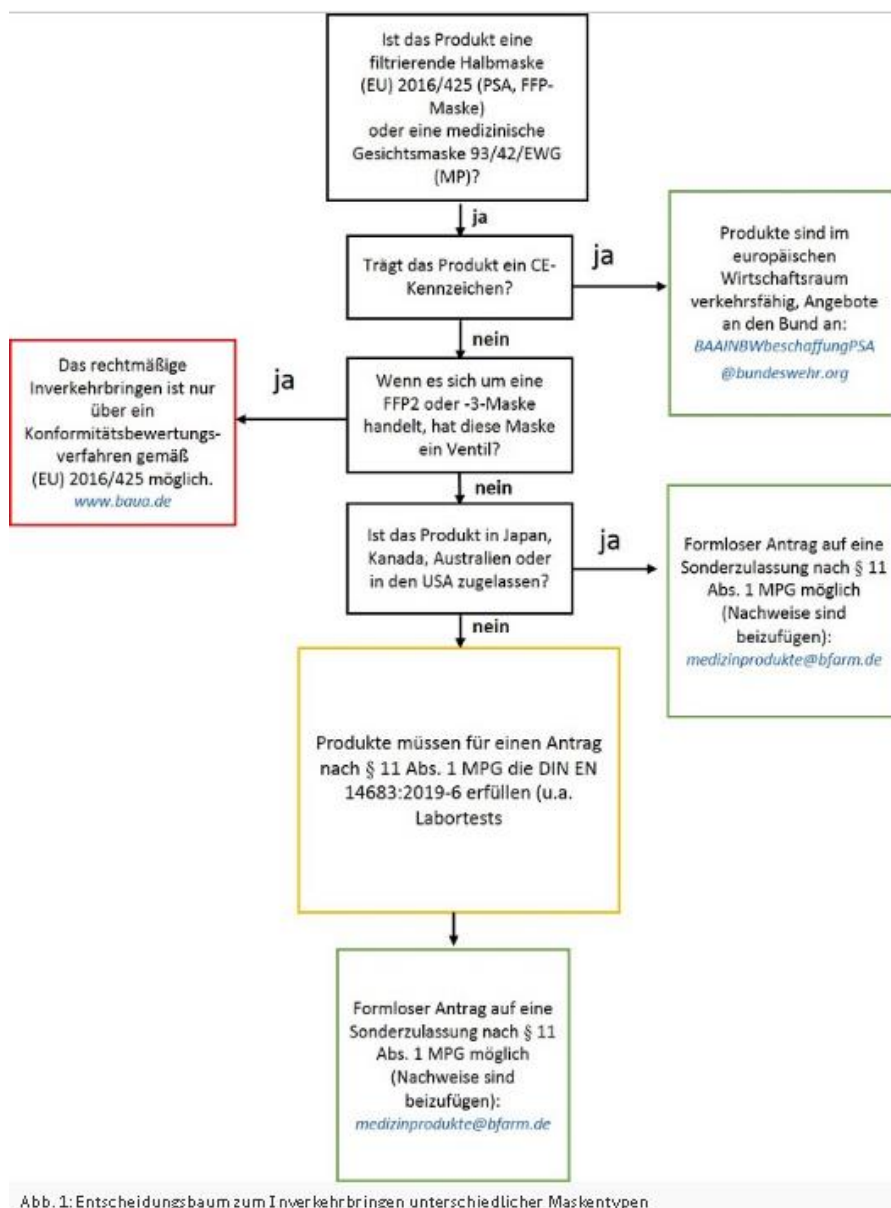 Ist das Produkt eine
filtrierende Halbmaske
(EU) 2016/425 (PSA, FFP-
Maske)
oder eine medizinische
Gesichtsmaske 93/42/EWG
(MP)?
ja
Trägt das Produkt ein CE-
Kennzeichen?
ja
Produkte sind im
europäischen
Wirtschaftsraum
verkehrsfähig, Angebote
an den Bund an:
BAAINBWbeschaffungPSA
@bundeswehr.org
nein
Wenn es sich um eine
FFP2 oder -3-Maske
handelt, hat diese Maske
ein Ventil?
ja
Das rechtmäßige
Inverkehrbringen ist nur
über ein
Konformitätsbewertungs-
verfahren gemäß
(EU) 2016/425 möglich.
www.baua.de
nein
Ist das Produkt in Japan,
Kanada, Australien oder
in den USA zugelassen?
ja
Formloser Antrag auf eine
Sonderzulassung nach § 11
Abs. 1 MPG möglich
(Nachweise sind
beizufügen):
medizinprodukte@bfarm.de
nein
Produkte müssen für einen Antrag
nach § 11 Abs. 1 MPG die DIN EN
14683:2019-6 erfüllen (u.a.
Labortests
Formloser Antrag auf eine
Sonderzulassung nach § 11
Abs. 1 MPG möglich
(Nachweise sind
beizufügen):
medizinprodukte@bfarm.de
Abb. 1: Entscheidungsbaum zum Inverkehrbringen unterschiedlicher Maskentypen